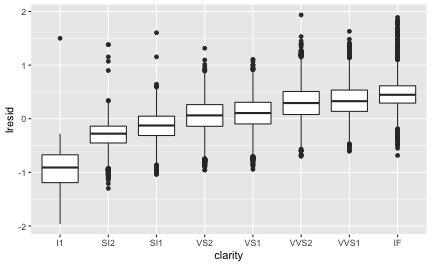 2
1
0
-1
-2
lresid
I1
SI2
SI1
VS2
VS1
VVS2
VVS1
IF
clarity